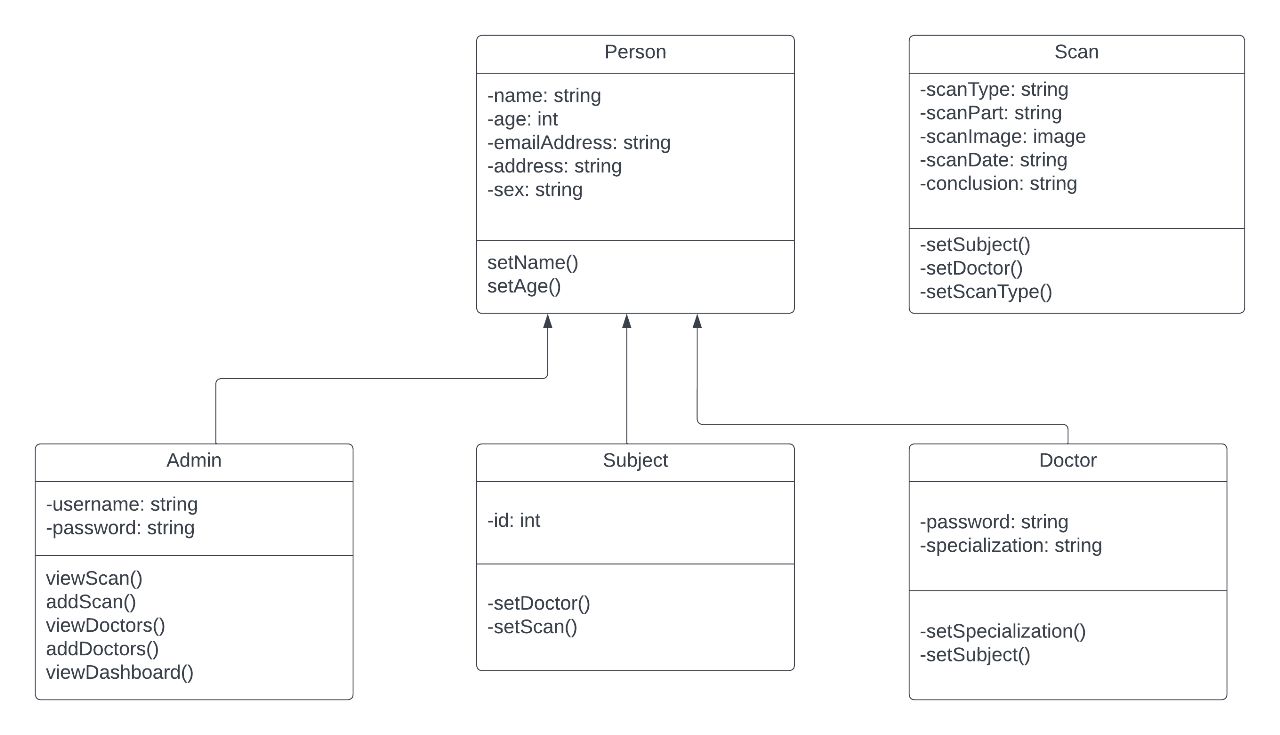 Person
-name: string
-age: int
-emailAddress: string
-address: string
-sex: string
setName()
setAge()
Scan
-scanType: string
-scanPart: string
-scanImage: image
-scanDate: string
-conclusion: string
-setSubject()
-setDoctor()
-setScanType()
Admin
-username: string
-password: string
viewScan()
addScan()
viewDoctors()
addDoctors()
viewDashboard()
Subject
-id: int
-setDoctor()
-setScan()
Doctor
-password: string
-specialization: string
-setSpecialization()
-setSubject()